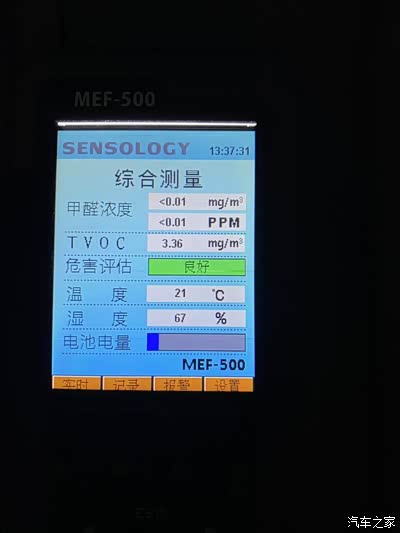 MEF-500
SENSOLOGY 13:37:31
综合测量
甲醛浓度 <0.01 mg/m³
<0.01 PPM
TVOC 3.36 mg/m³
危害评估 良好
温度 21 ℃
湿度 67 %
电池电量
MEF-500
实时 记录 报警 设置
汽车之家